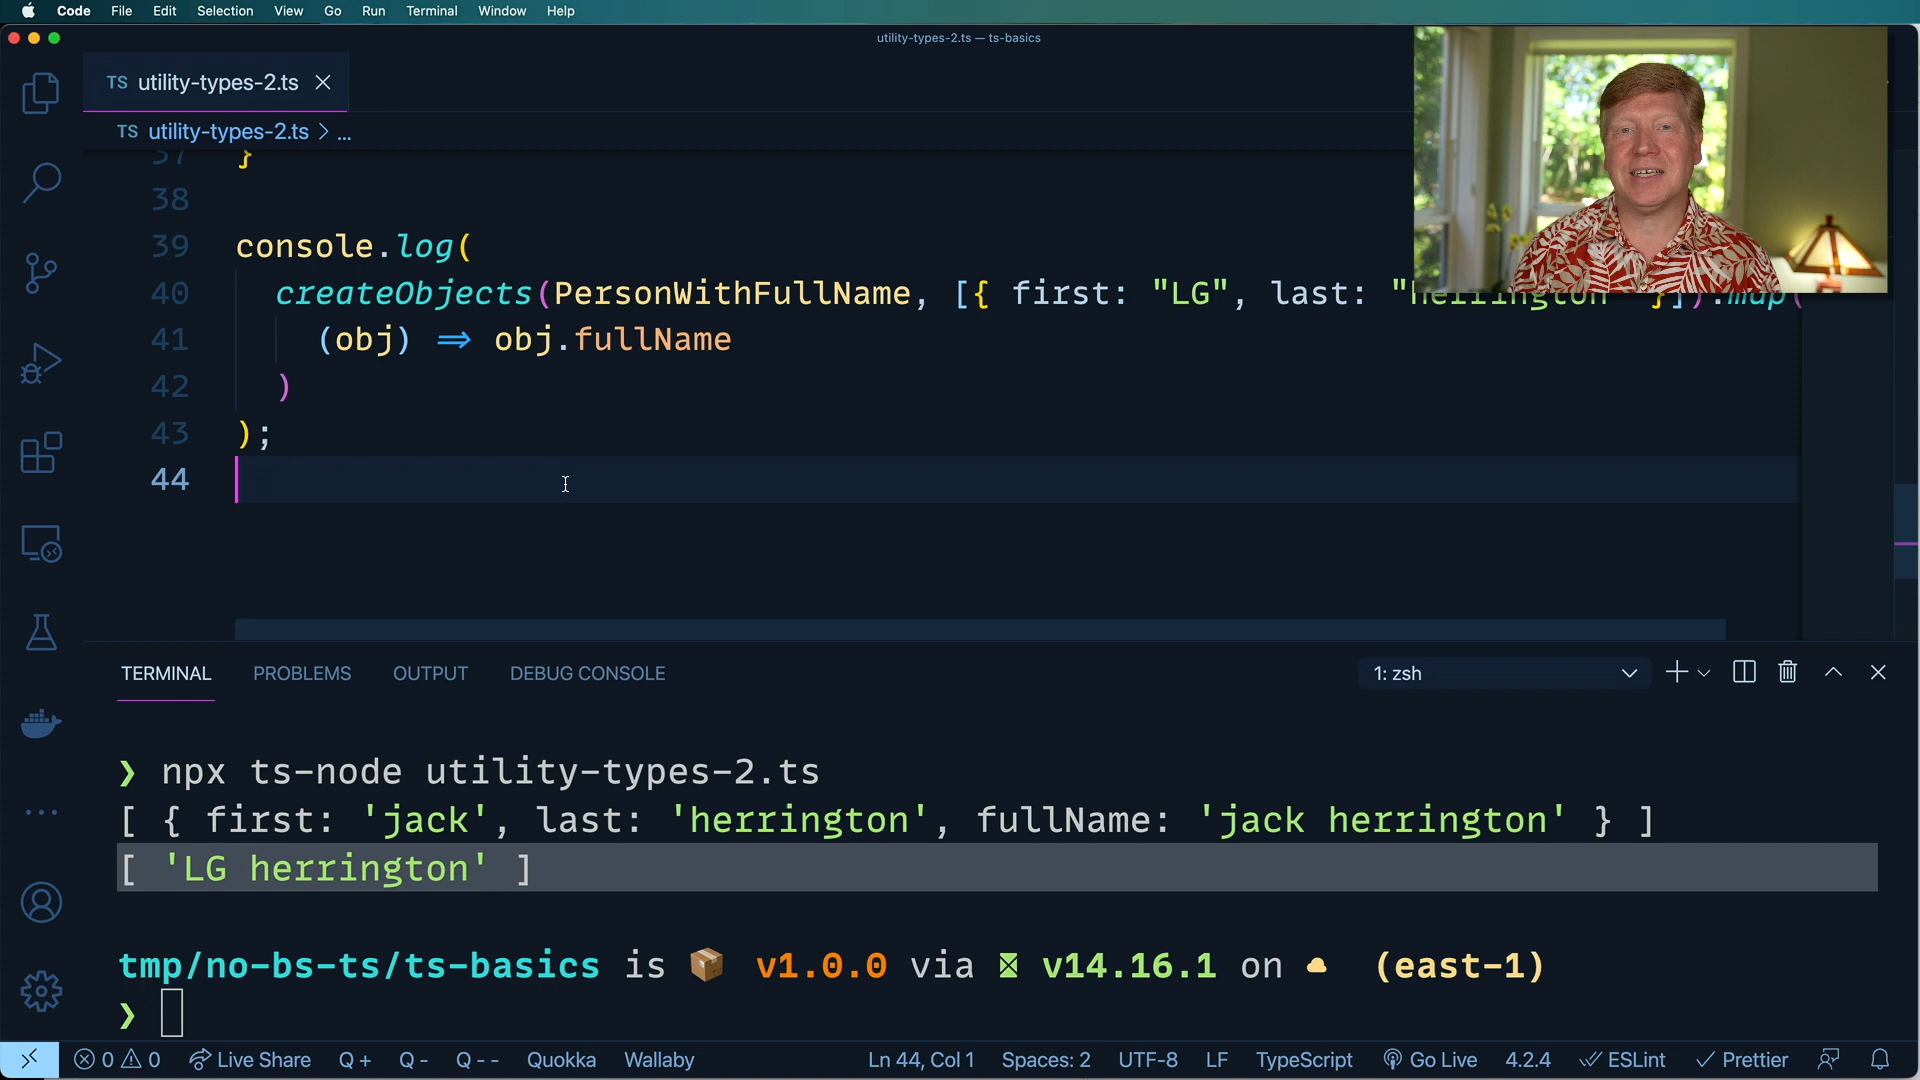 Code File Edit Selection View Go Run Terminal Window Help
utility-types-2.ts — ts-basics
TS utility-types-2.ts
TS utility-types-2.ts > ...
37 }
38
39 console.log(
40 createObjects(PersonWithFullName, [{ first: "LG", last: "herrington" }]).map(
41 (obj) ⇒ obj.fullName
42 )
43 );
44
TERMINAL PROBLEMS OUTPUT DEBUG CONSOLE 1: zsh
❯ npx ts-node utility-types-2.ts
[ { first: 'jack', last: 'herrington', fullName: 'jack herrington' } ]
[ 'LG herrington' ]
tmp/no-bs-ts/ts-basics is 📦 v1.0.0 via v14.16.1 on (east-1)
❯
0 0 Live Share Q + Q - Q - - Quokka Wallaby Ln 44, Col 1 Spaces: 2 UTF-8 LF TypeScript Go Live 4.2.4 ESLint Prettier